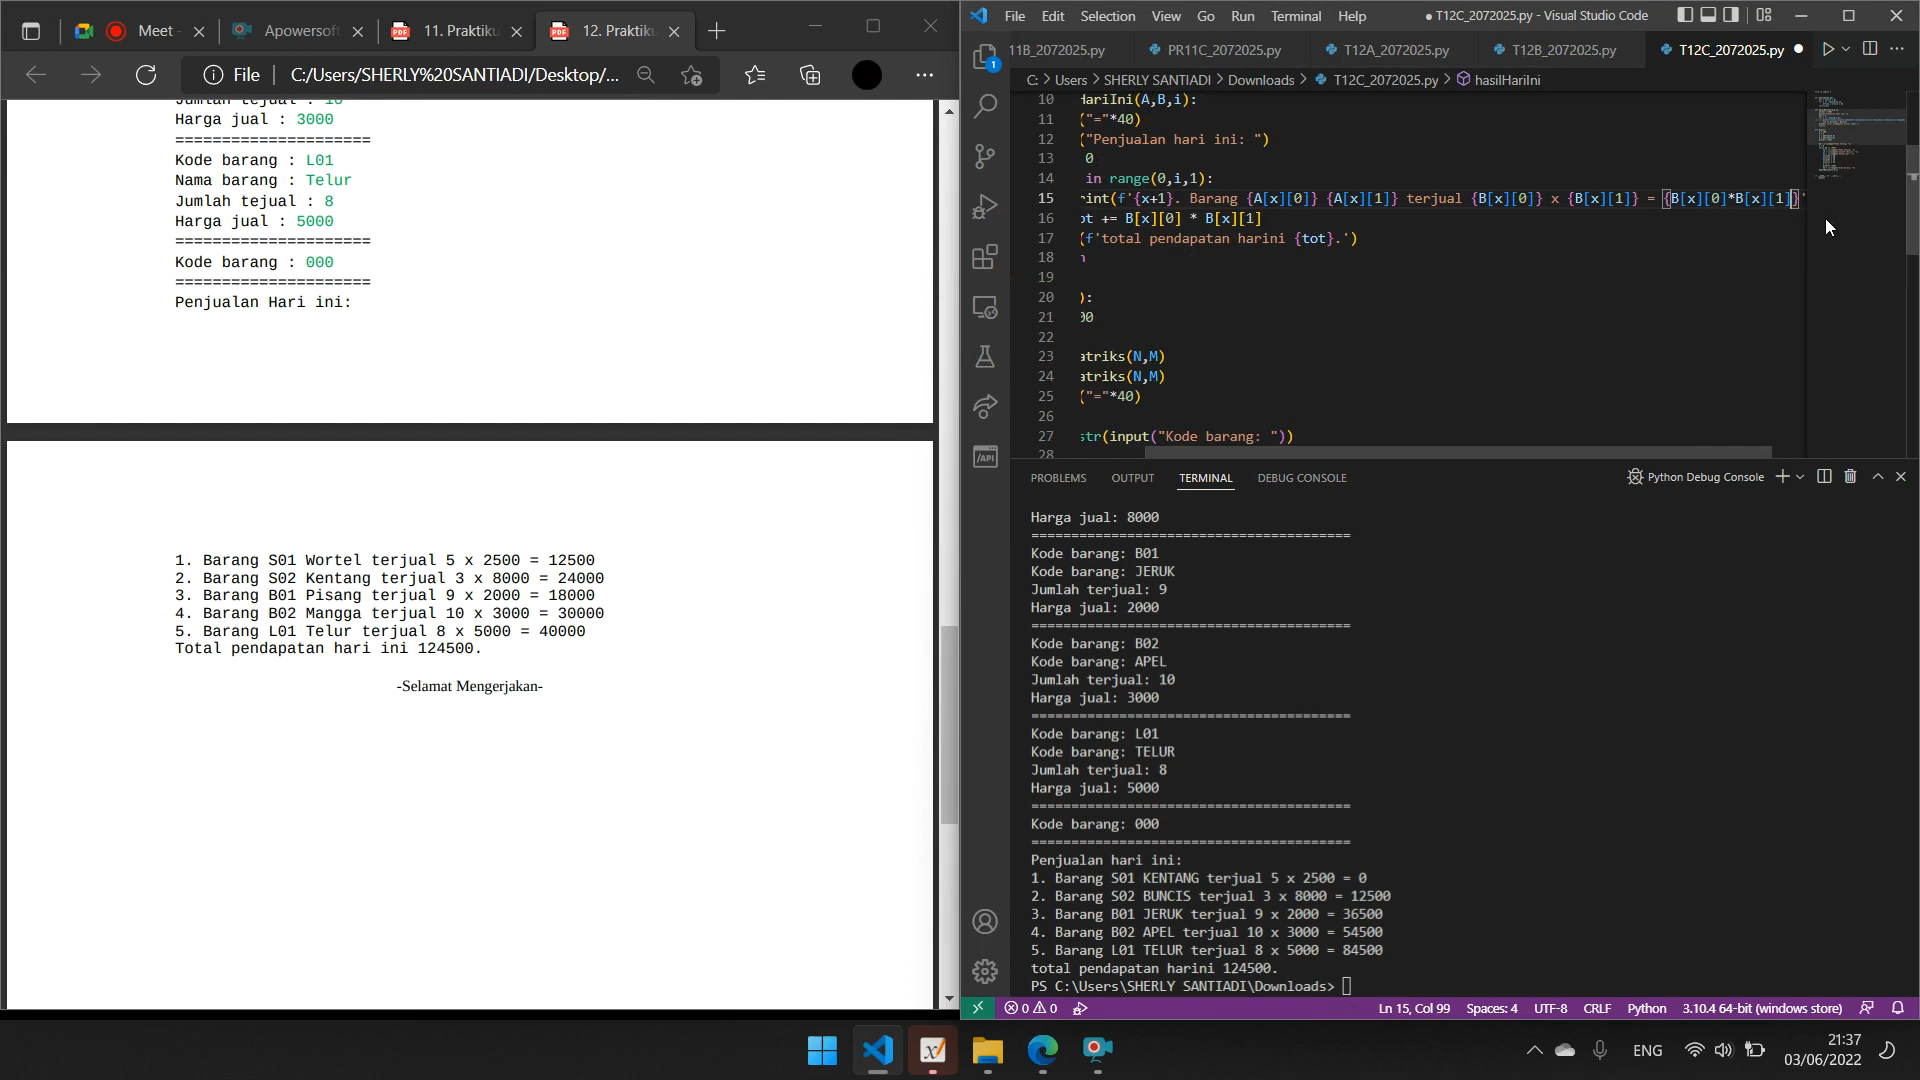 Meet
Apowersoft
11. Praktiku
12. Praktiku
File
C:/Users/SHERLY%20SANTIADI/Desktop/...
Jumlah tejual : 10
Harga jual : 3000
=====================
Kode barang : L01
Nama barang : Telur
Jumlah tejual : 8
Harga jual : 5000
=====================
Kode barang : 000
=====================
Penjualan Hari ini:
1. Barang S01 Wortel terjual 5 x 2500 = 12500
2. Barang S02 Kentang terjual 3 x 8000 = 24000
3. Barang B01 Pisang terjual 9 x 2000 = 18000
4. Barang B02 Mangga terjual 10 x 3000 = 30000
5. Barang L01 Telur terjual 8 x 5000 = 40000
Total pendapatan hari ini 124500.
-Selamat Mengerjakan-
File Edit Selection View Go Run Terminal Help
● T12C_2072025.py - Visual Studio Code
11B_2072025.py
PR11C_2072025.py
T12A_2072025.py
T12B_2072025.py
T12C_2072025.py
C: > Users > SHERLY SANTIADI > Downloads > T12C_2072025.py > hasilHariIni
10 HariIni(A,B,i):
11 ("="*40)
12 ("Penjualan hari ini: ")
13 0
14 in range(0,i,1):
15 rint(f'{x+1}. Barang {A[x][0]} {A[x][1]} terjual {B[x][0]} x {B[x][1]} = {B[x][0]*B[x][1]}'
16 ot += B[x][0] * B[x][1]
17 (f'total pendapatan harini {tot}.')
18 n
19
20 ):
21 00
22
23 atriks(N,M)
24 atriks(N,M)
25 ("="*40)
26
27 str(input("Kode barang: "))
28
PROBLEMS OUTPUT TERMINAL DEBUG CONSOLE
Python Debug Console
Harga jual: 8000
========================================
Kode barang: B01
Kode barang: JERUK
Jumlah terjual: 9
Harga jual: 2000
========================================
Kode barang: B02
Kode barang: APEL
Jumlah terjual: 10
Harga jual: 3000
========================================
Kode barang: L01
Kode barang: TELUR
Jumlah terjual: 8
Harga jual: 5000
========================================
Kode barang: 000
========================================
Penjualan hari ini:
1. Barang S01 KENTANG terjual 5 x 2500 = 0
2. Barang S02 BUNCIS terjual 3 x 8000 = 12500
3. Barang B01 JERUK terjual 9 x 2000 = 36500
4. Barang B02 APEL terjual 10 x 3000 = 54500
5. Barang L01 TELUR terjual 8 x 5000 = 84500
total pendapatan harini 124500.
PS C:\Users\SHERLY SANTIADI\Downloads>
0 0
Ln 15, Col 99 Spaces: 4 UTF-8 CRLF Python 3.10.4 64-bit (windows store)
ENG
21:37
03/06/2022